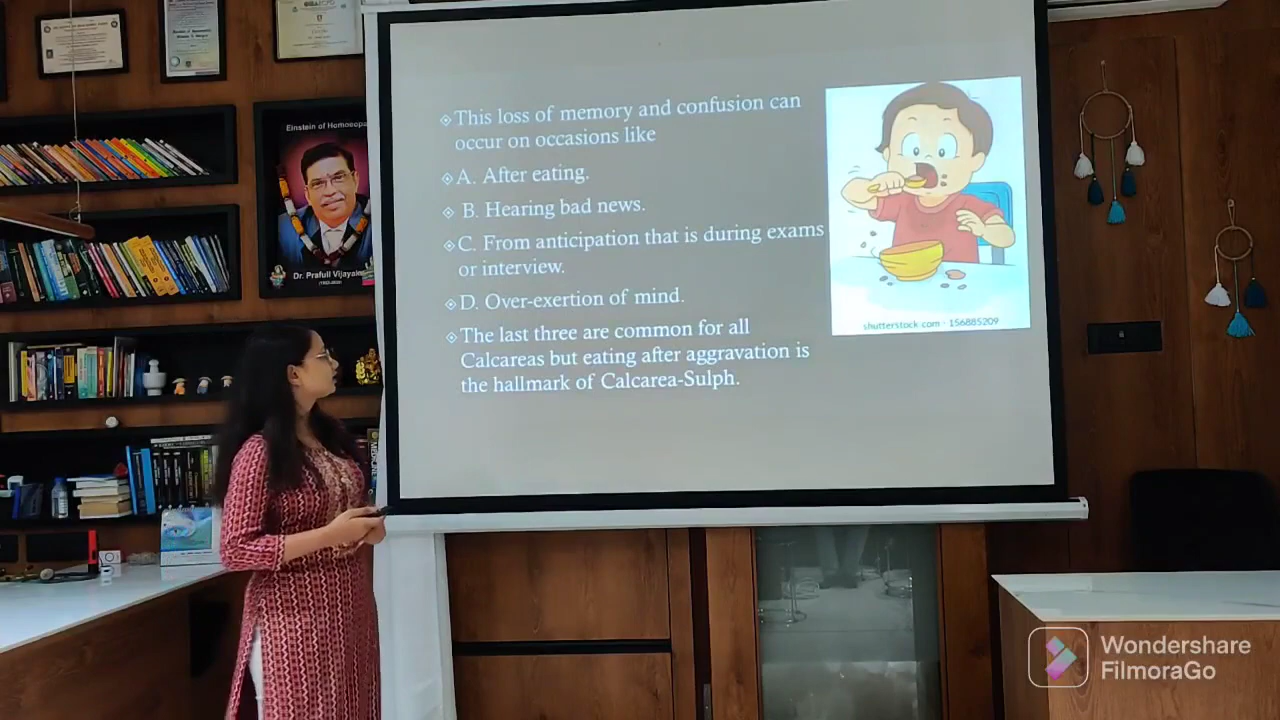 This loss of memory and confusion can
occur on occasions like
A. After eating.
B. Hearing bad news.
C. From anticipation that is during exams
or interview.
D. Over-exertion of mind.
The last three are common for all
Calcareas but eating after aggravation is
the hallmark of Calcarea-Sulph.
shutterstock.com · 156885209
Einstein of Homoeopa
Dr. Prafull Vijayak
Wondershare
FilmoraGo